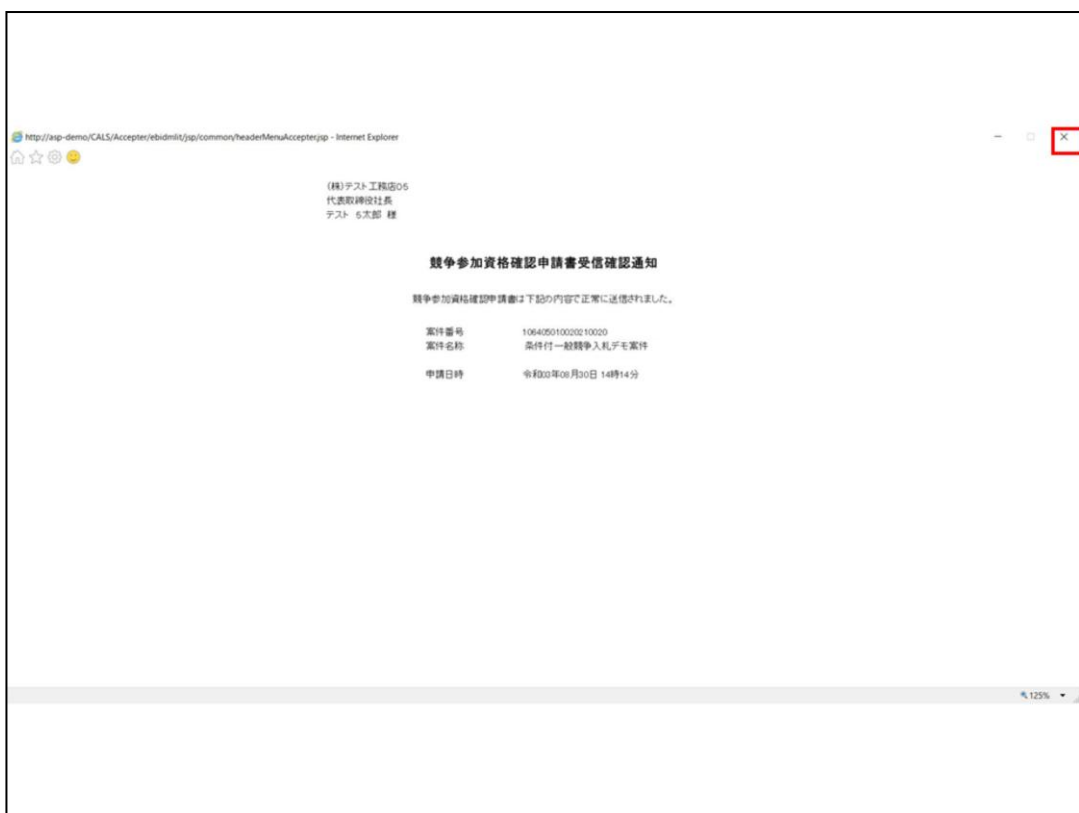 http://asp-demo/CALS/Accepter/ebidmlit/jsp/common/headerMenuAccepter.jsp - Internet Explorer
(株)テスト工務店05
代表取締役社長
テスト 5太郎 様
競争参加資格確認申請書受信確認通知
競争参加資格確認申請書は下記の内容で正常に送信されました。
案件番号 106405010020210020
案件名称 条件付一般競争入札デモ案件
申請日時 令和03年08月30日 14時14分
125%